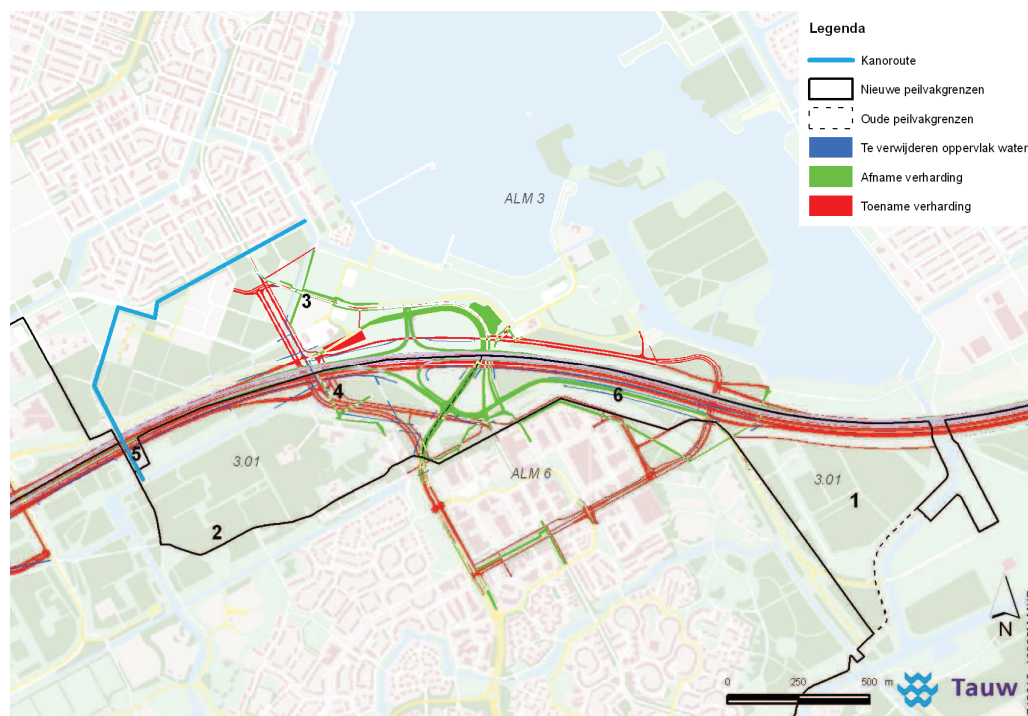 Legenda
Kanoroute
Nieuwe peilvakgrenzen
Oude peilvakgrenzen
Te verwijderen oppervlak water
Afname verharding
Toename verharding
ALM 3
3
4
6
5
3.01
ALM 6
3.01
1
2
N
0 250 500 m
Tauw